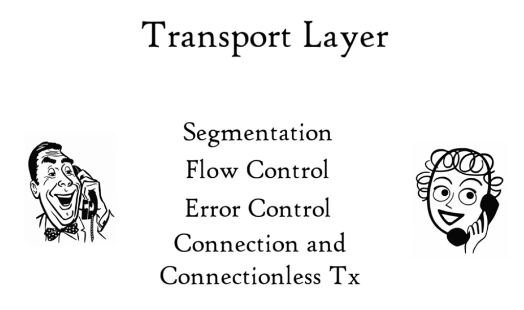 Transport Layer
Segmentation
Flow Control
Error Control
Connection and
Connectionless Tx